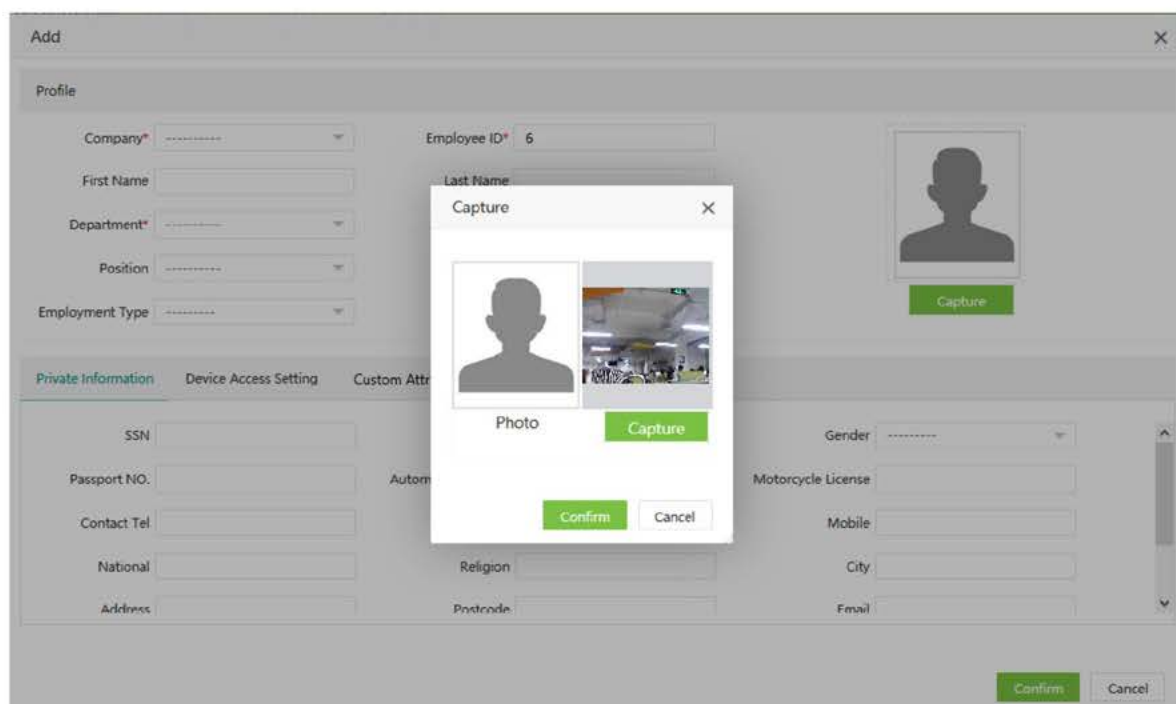 Add
Profile
Company* ----------
Employee ID* 6
First Name
Last Name
Department* ----------
Position ----------
Employment Type ---------
Capture
Capture
Photo
Capture
Confirm
Cancel
Private Information
Device Access Setting
Custom Attr
SSN
Gender ---------
Passport NO.
Autom
Motorcycle License
Contact Tel
Mobile
National
Religion
City
Address
Postcode
Email
Confirm
Cancel